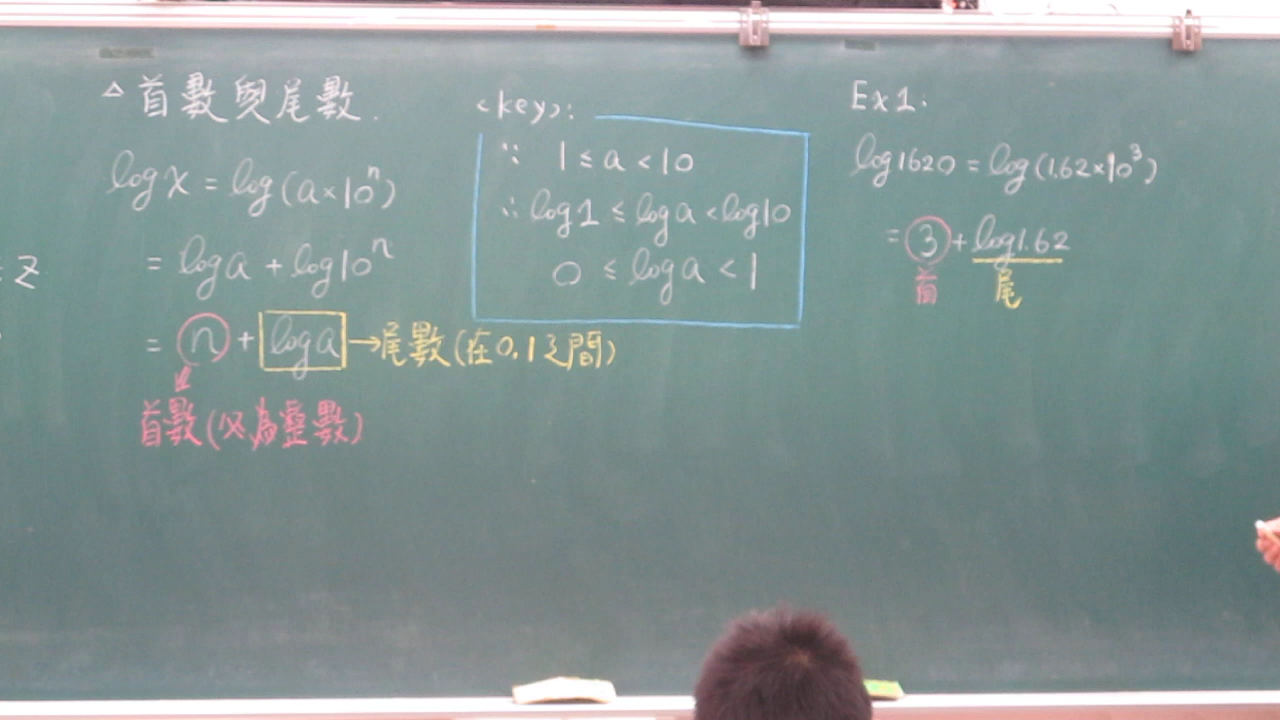 △首數與尾數.
log x = log(a×10ⁿ)
= log a + log10ⁿ
= n + log a →尾數(在0.1之間)
首數(必為整數)
<key>:
∵ 1 ≤ a < 10
∴ log1 ≤ log a < log10
0 ≤ log a < 1
Ex1.
log1620 = log(1.62×10³)
= 3 + log1.62
首 尾
Z